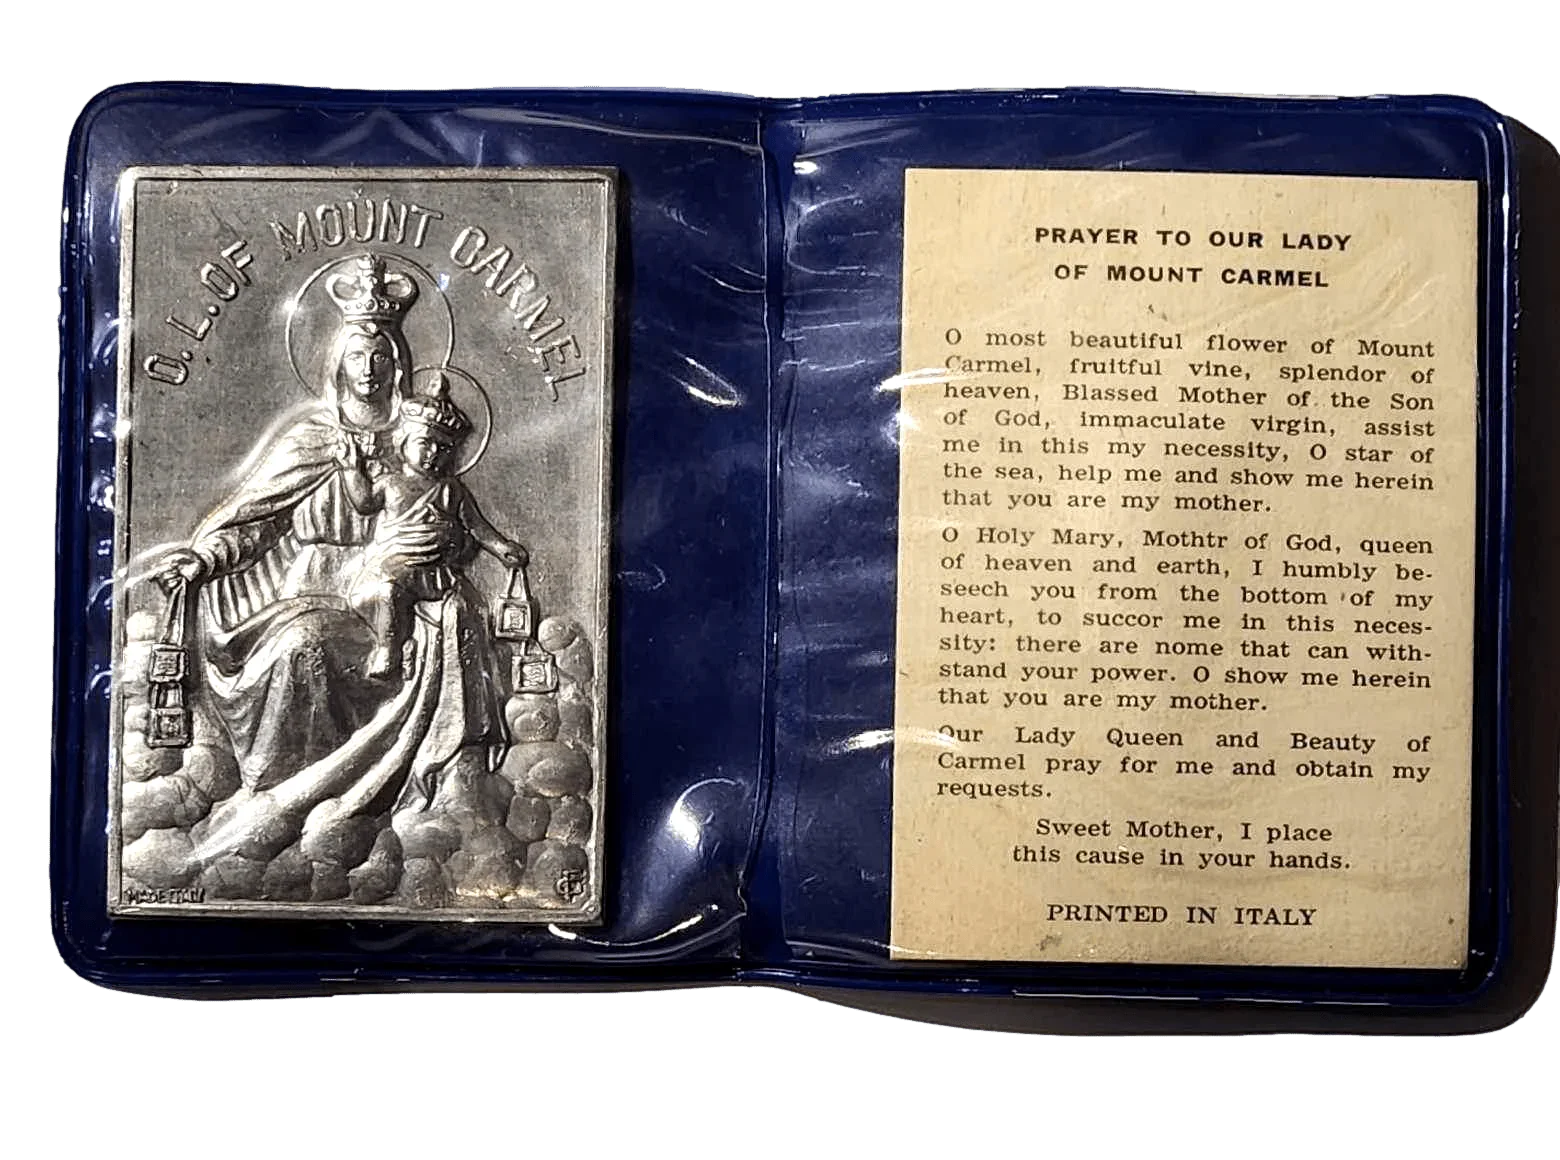 O. L. OF MOUNT CARMEL
MADE ITALY
PRAYER TO OUR LADY
OF MOUNT CARMEL
O most beautiful flower of Mount
Carmel, fruitful vine, splendor of
heaven, Blassed Mother of the Son
of God, immaculate virgin, assist
me in this my necessity, O star of
the sea, help me and show me herein
that you are my mother.
O Holy Mary, Mothtr of God, queen
of heaven and earth, I humbly be-
seech you from the bottom of my
heart, to succor me in this neces-
sity: there are nome that can with-
stand your power. O show me herein
that you are my mother.
Our Lady Queen and Beauty of
Carmel pray for me and obtain my
requests.
Sweet Mother, I place
this cause in your hands.
PRINTED IN ITALY